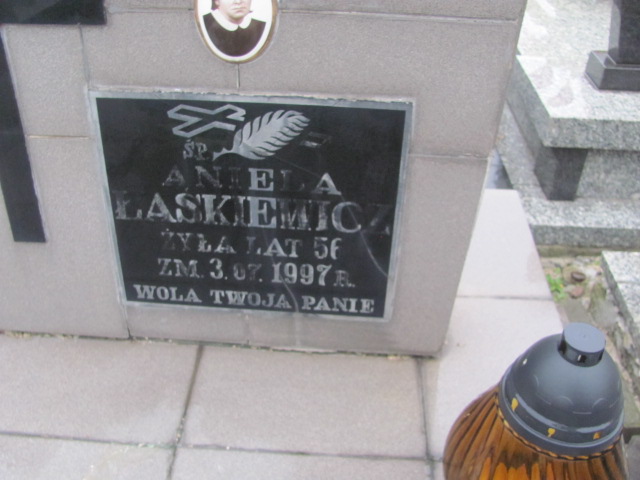 ŚP.
ANIELA
ŁASKIEWICZ
ŻYŁA LAT 56
ZM. 3.07.1997 R.
WOLA TWOJA PANIE